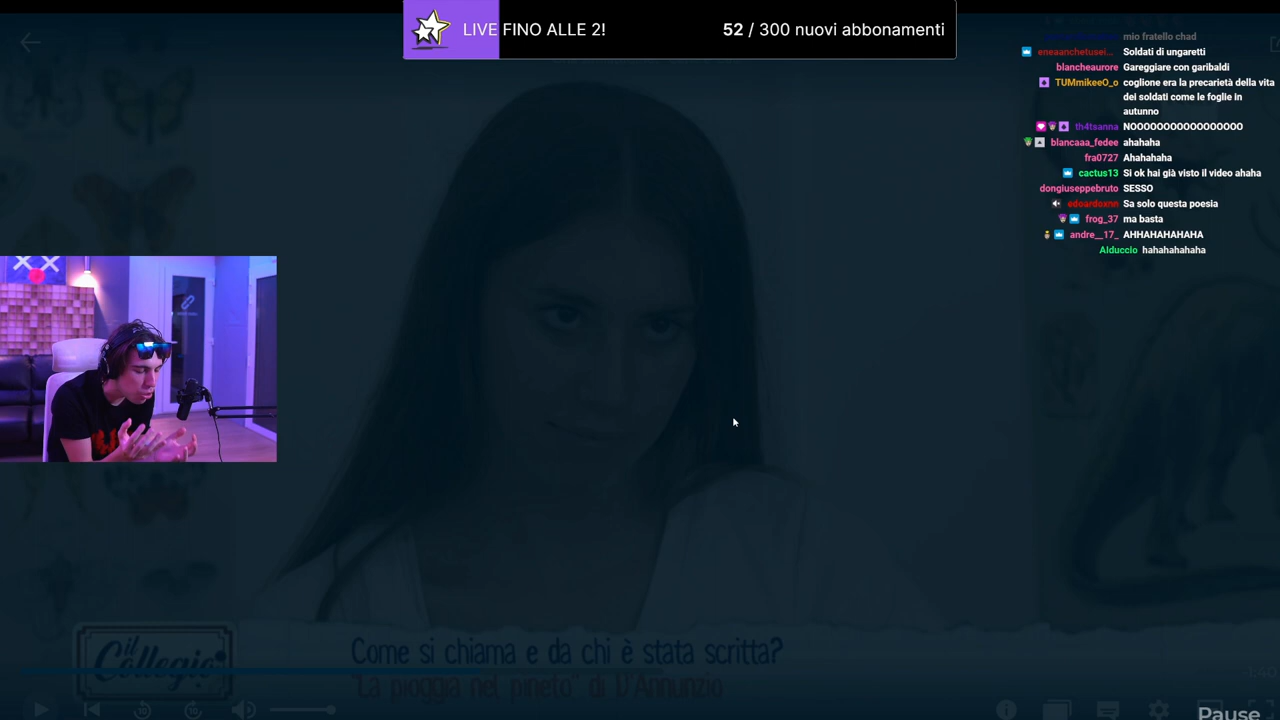 LIVE FINO ALLE 2!
52 / 300 nuovi abbonamenti
mio fratello chad
eneaanchetusei... Soldati di ungaretti
blancheaurore Gareggiare con garibaldi
TUMmikeeO_o coglione era la precarietà della vita
dei soldati come le foglie in
autunno
th4tsanna NOOOOOOOOOOOOOOOOO
blancaaa_fedee ahahaha
fra0727 Ahahahaha
cactus13 Si ok hai già visto il video ahaha
dongiuseppebruto SESSO
edoardoxnn Sa solo questa poesia
frog_37 ma basta
andre__17_ AHHAHAHAHAHA
Alduccio hahahahahaha
il
Collegio
Come si chiama e da chi è stata scritta?
"La pioggia nel pineto" di D'Annunzio
Pause